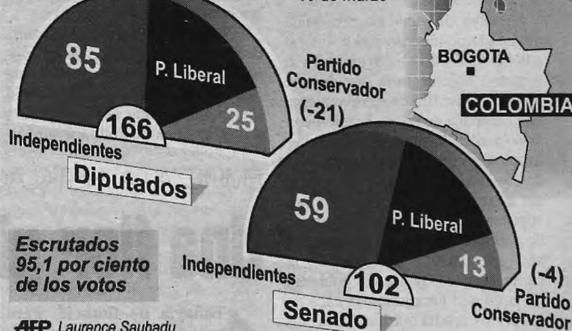 85
P. Liberal
25
166
Independientes
Diputados
Partido
Conservador
(-21)
BOGOTA
COLOMBIA
59
P. Liberal
13
102
Independientes
Senado
(-4)
Partido
Conservador
Escrutados
95,1 por ciento
de los votos
AFP Laurence Saubadu